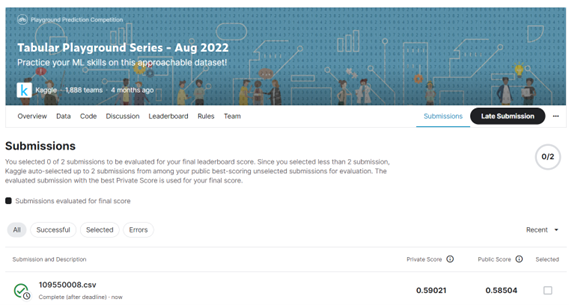 Playground Prediction Competition
Tabular Playground Series - Aug 2022
Practice your ML skills on this approachable dataset!
k Kaggle · 1,888 teams · 4 months ago
Overview Data Code Discussion Leaderboard Rules Team Submissions Late Submission ...
Submissions
You selected 0 of 2 submissions to be evaluated for your final leaderboard score. Since you selected less than 2 submission,
Kaggle auto-selected up to 2 submissions from among your public best-scoring unselected submissions for evaluation. The
evaluated submission with the best Private Score is used for your final score.
0/2
Submissions evaluated for final score
All Successful Selected Errors Recent
Submission and Description Private Score Public Score Selected
109550008.csv
Complete (after deadline) · now
0.59021 0.58504